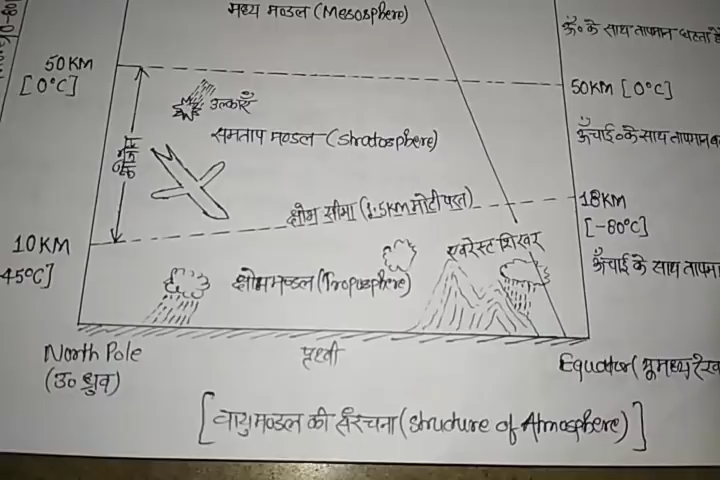 मध्य मण्डल (Mesosphere)
ऊँ॰ के साथ तापमान घटता है
50KM
[0°C]
50KM [0°C]
उल्काएँ
समताप मण्डल (Stratosphere)
ऊँचाई॰ के साथ तापमान
क्षोभ सीमा (1.5KM मोटी परत)
18KM
[-80°C]
10KM
45°C]
एवरेस्ट शिखर
क्षोभमण्डल (Troposphere)
ऊँचाई के साथ तापमा
North Pole
(उ० ध्रुव)
पृथ्वी
Equator (भूमध्य रेख
[वायुमण्डल की संरचना (Structure of Atmosphere)]